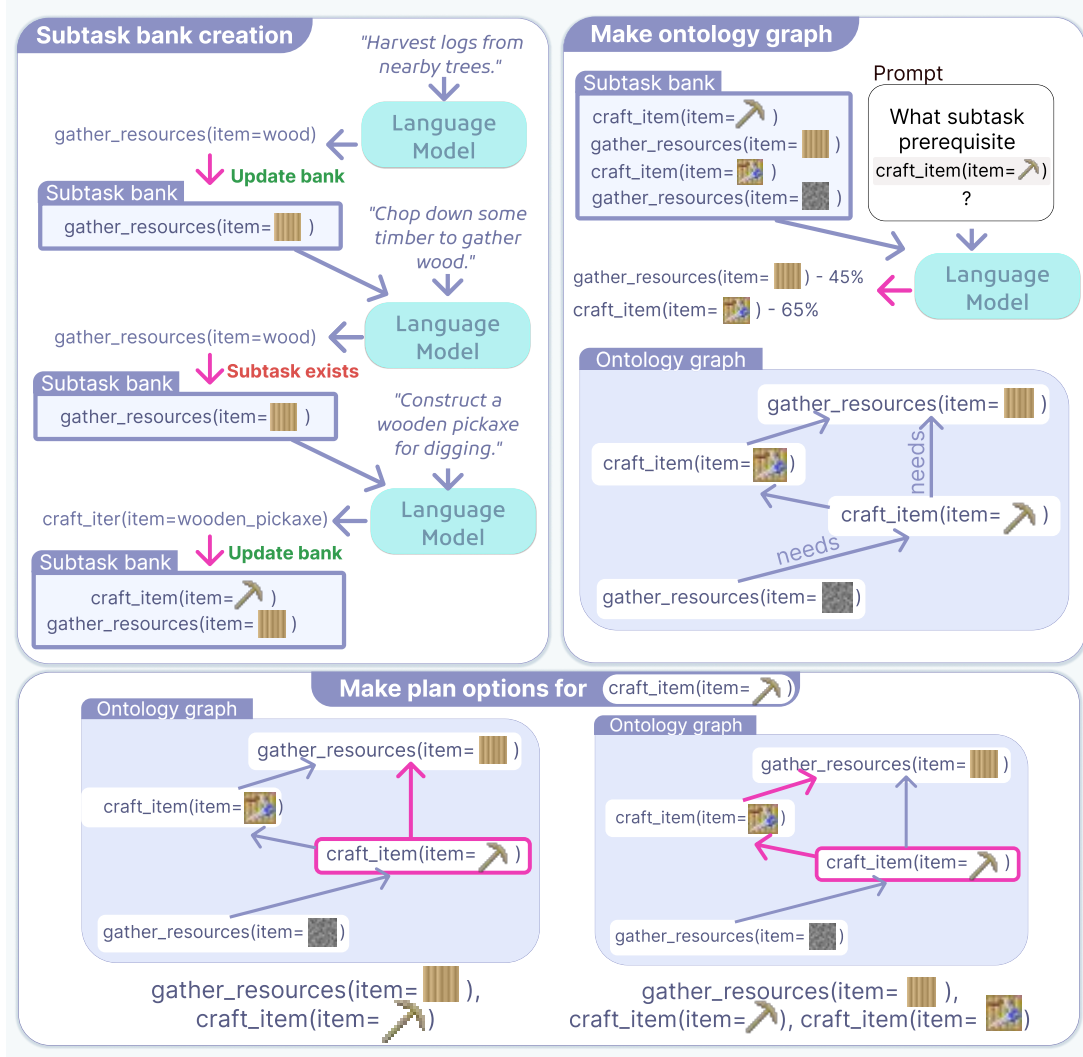 Subtask bank creation
"Harvest logs from
nearby trees."
Language
Model
gather_resources(item=wood)
Update bank
Subtask bank
gather_resources(item= )
"Chop down some
timber to gather
wood."
Language
Model
gather_resources(item=wood)
Subtask exists
Subtask bank
gather_resources(item= )
"Construct a
wooden pickaxe
for digging."
Language
Model
craft_iter(item=wooden_pickaxe)
Update bank
Subtask bank
craft_item(item= )
gather_resources(item= )
Make ontology graph
Subtask bank
craft_item(item= )
gather_resources(item= )
craft_item(item= )
gather_resources(item= )
Prompt
What subtask
prerequisite
craft_item(item= )
?
Language
Model
gather_resources(item= ) - 45%
craft_item(item= ) - 65%
Ontology graph
gather_resources(item= )
craft_item(item= )
needs
craft_item(item= )
needs
gather_resources(item= )
Make plan options for craft_item(item= )
Ontology graph
gather_resources(item= )
craft_item(item= )
craft_item(item= )
gather_resources(item= )
gather_resources(item= ),
craft_item(item= )
Ontology graph
gather_resources(item= )
craft_item(item= )
craft_item(item= )
gather_resources(item= )
gather_resources(item= ),
craft_item(item= ), craft_item(item= )